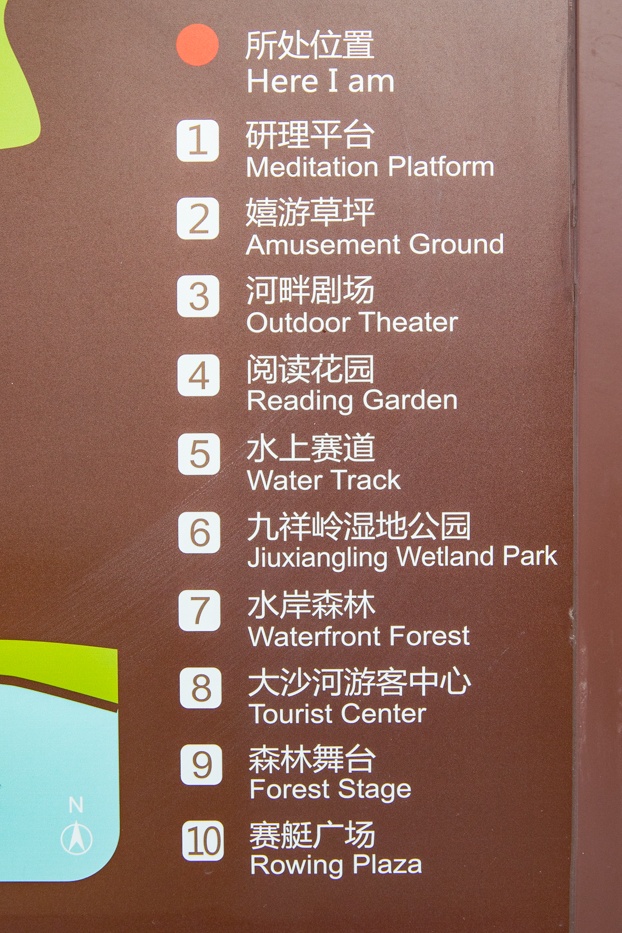 所处位置
Here I am
1 研理平台
Meditation Platform
2 嬉游草坪
Amusement Ground
3 河畔剧场
Outdoor Theater
4 阅读花园
Reading Garden
5 水上赛道
Water Track
6 九祥岭湿地公园
Jiuxiangling Wetland Park
7 水岸森林
Waterfront Forest
8 大沙河游客中心
Tourist Center
9 森林舞台
Forest Stage
10 赛艇广场
Rowing Plaza
N